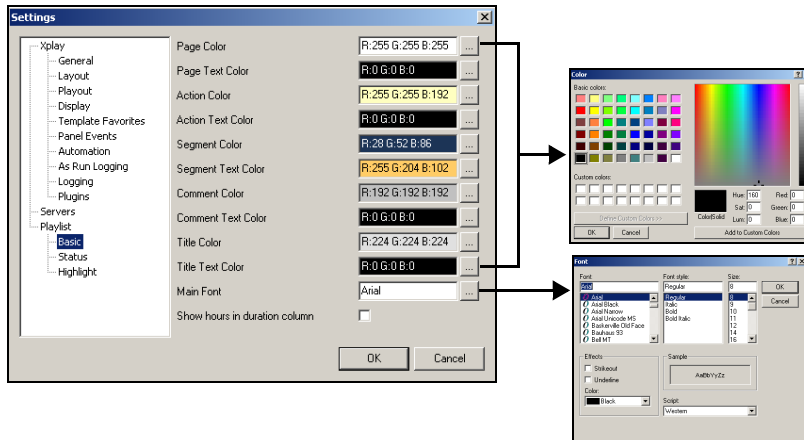 Settings
Xplay
General
Layout
Playout
Display
Template Favorites
Panel Events
Automation
As Run Logging
Logging
Plugins
Servers
Playlist
Basic
Status
Highlight
Page Color R:255 G:255 B:255 ...
Page Text Color R:0 G:0 B:0 ...
Action Color R:255 G:255 B:192 ...
Action Text Color R:0 G:0 B:0 ...
Segment Color R:28 G:52 B:86 ...
Segment Text Color R:255 G:204 B:102 ...
Comment Color R:192 G:192 B:192 ...
Comment Text Color R:0 G:0 B:0 ...
Title Color R:224 G:224 B:224 ...
Title Text Color R:0 G:0 B:0 ...
Main Font Arial ...
Show hours in duration column
OK Cancel
Color
Basic colors:
Custom colors:
Define Custom Colors >>
OK Cancel
Color|Solid
Hue: 160 Red: 0
Sat: 0 Green: 0
Lum: 0 Blue: 0
Add to Custom Colors
Font
Font: Font style: Size:
Arial Regular 8 OK
Arial Regular 8 Cancel
Arial Black Italic 9
Arial Narrow Bold 10
Arial Unicode MS Bold Italic 11
Baskerville Old Face 12
Bauhaus 93 14
Bell MT 16
Effects Sample
Strikeout
Underline
AaBbYyZz
Color:
Black
Script:
Western